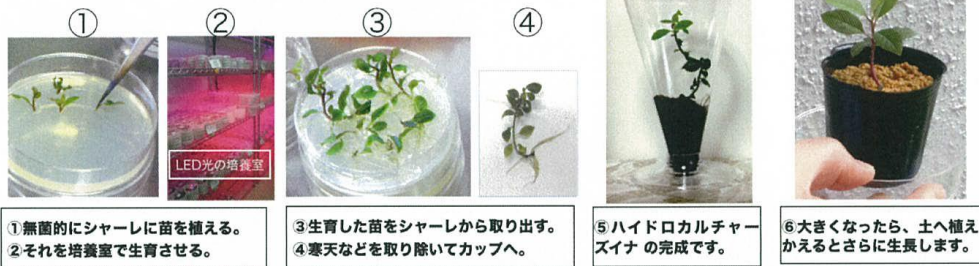 ①
②
③
④
LED光の培養室
①無菌的にシャーレに苗を植える。
②それを培養室で生育させる。
③生育した苗をシャーレから取り出す。
④寒天などを取り除いてカップへ。
⑤ハイドロカルチャー
ズイナ の完成です。
⑥大きくなったら、土へ植え
かえるとさらに生長します。